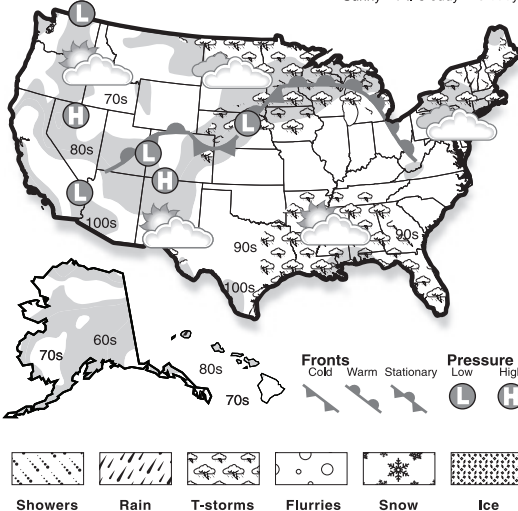 L
70s
H
80s
L
L
L
H
100s
90s
90s
100s
70s
60s
80s
70s
Fronts
Cold Warm Stationary
Pressure
Low High
L H
Showers Rain T-storms Flurries Snow Ice